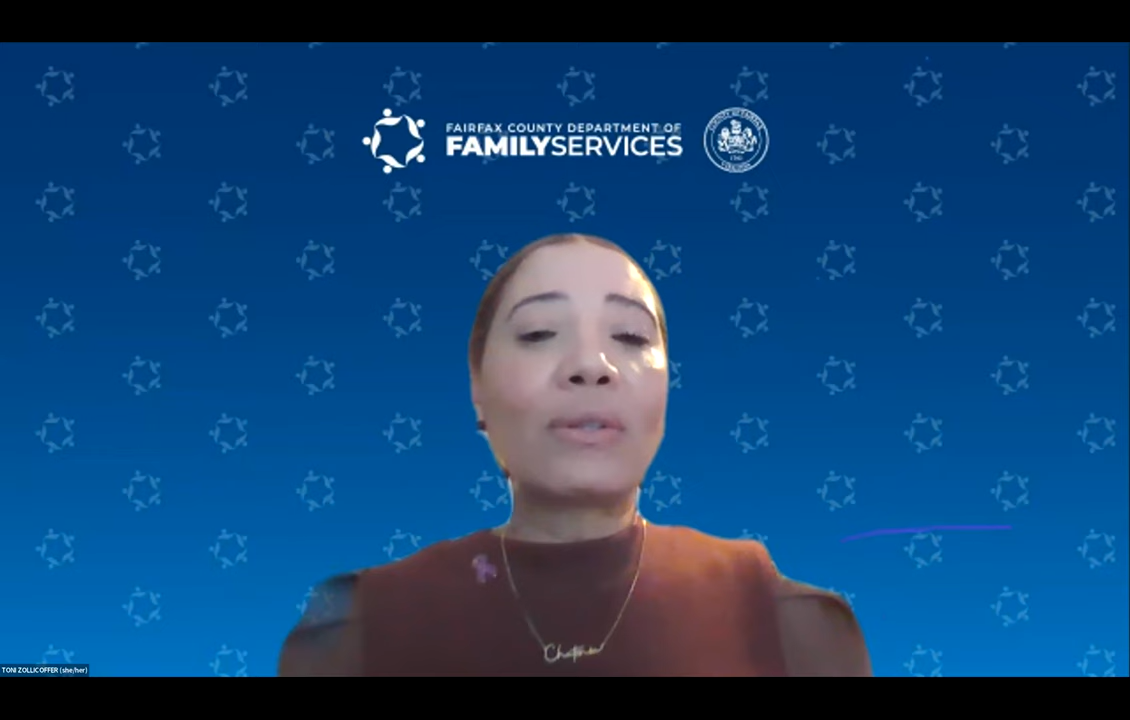 FAIRFAX COUNTY DEPARTMENT OF
FAMILYSERVICES
TONI ZOLLICOFFER (she/her)